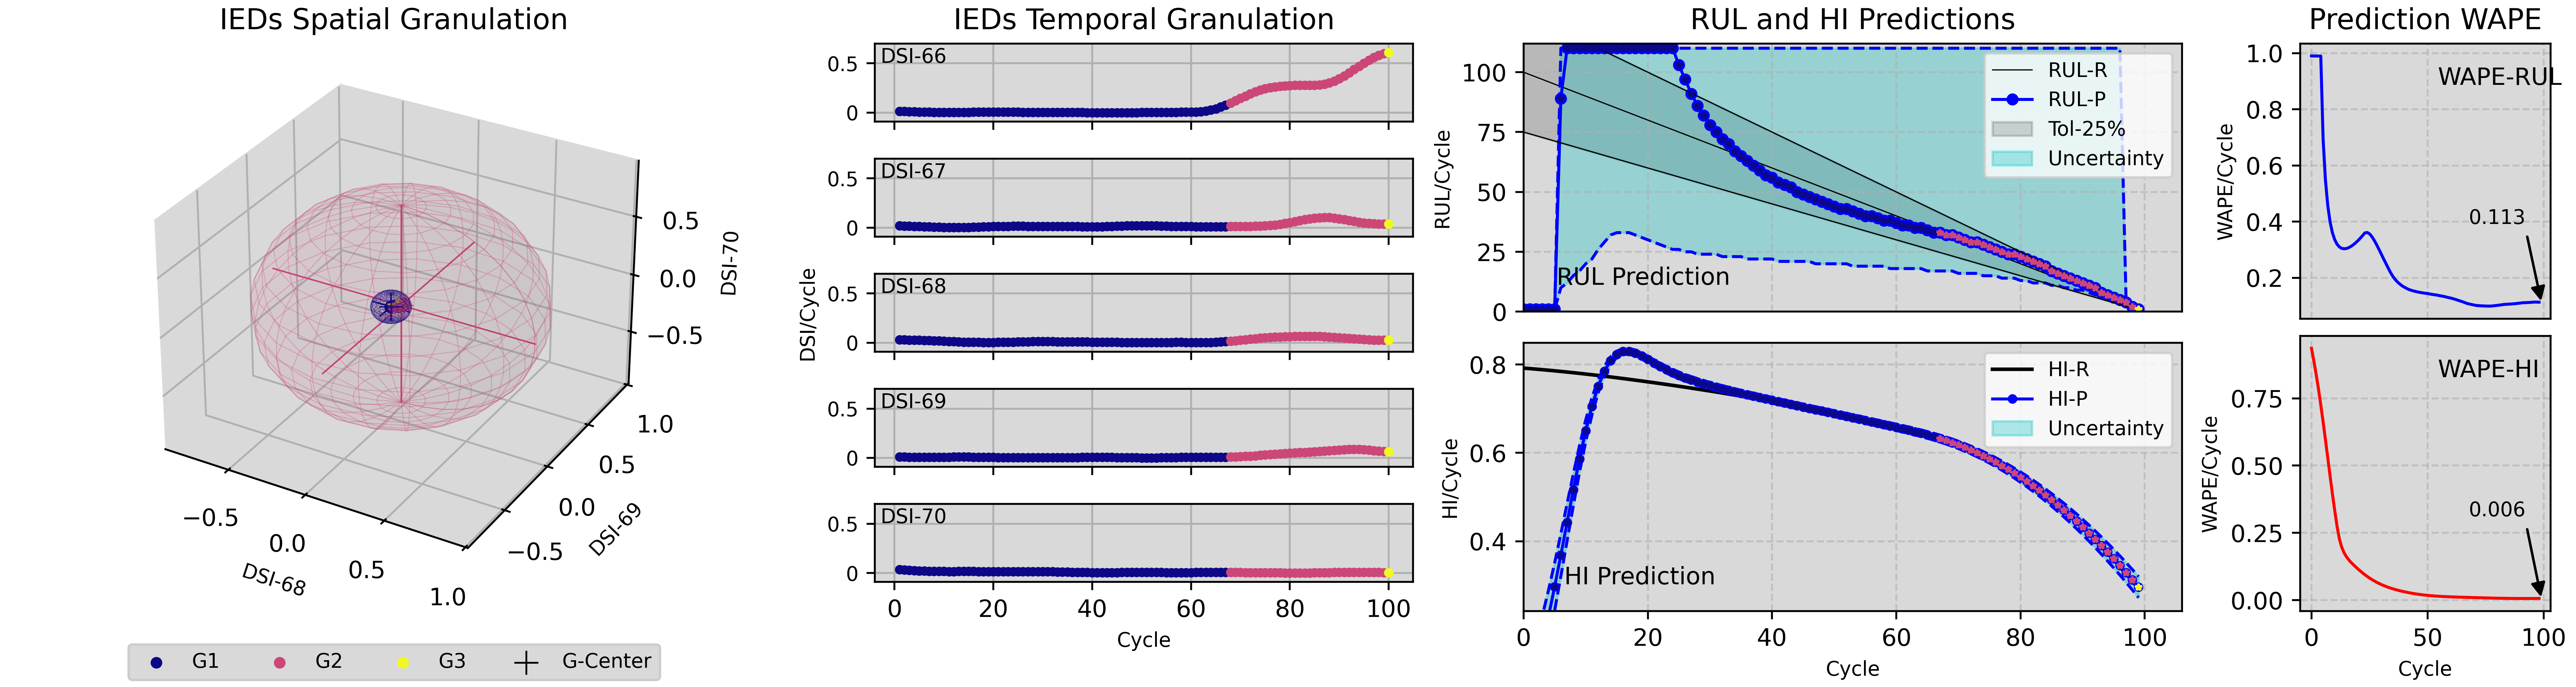 IEDs Spatial Granulation
0.5
0.0
−0.5
DSI-70
1.0
0.5
0.0
−0.5
DSI-69
−0.5
0.0
0.5
1.0
DSI-68
G1
G2
G3
G-Center
IEDs Temporal Granulation
DSI/Cycle
DSI-66
0.5
0
DSI-67
0.5
0
DSI-68
0.5
0
DSI-69
0.5
0
DSI-70
0.5
0
0
20
40
60
80
100
Cycle
RUL and HI Predictions
RUL/Cycle
100
75
50
25
0
RUL-R
RUL-P
Tol-25%
Uncertainty
RUL Prediction
HI/Cycle
0.8
0.6
0.4
HI-R
HI-P
Uncertainty
HI Prediction
0
20
40
60
80
100
Cycle
Prediction WAPE
WAPE/Cycle
1.0
0.8
0.6
0.4
0.2
WAPE-RUL
0.113
WAPE/Cycle
0.75
0.50
0.25
0.00
WAPE-HI
0.006
0
50
100
Cycle